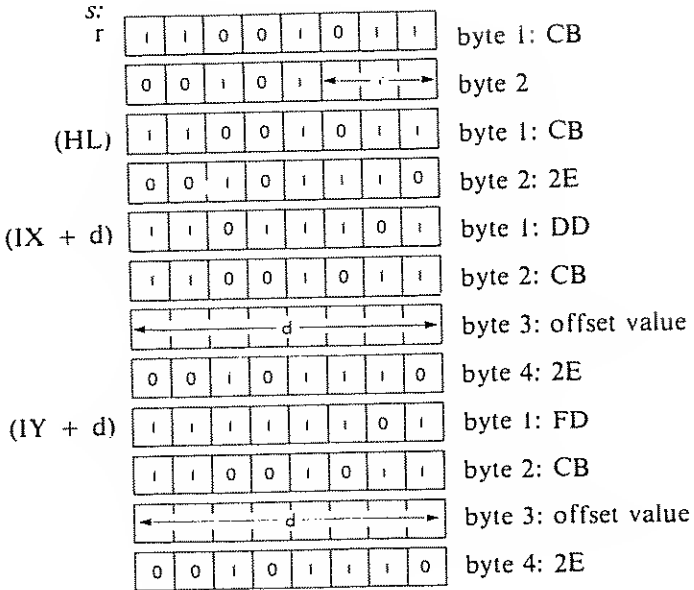 s:
r 1 1 0 0 1 0 1 1 byte 1: CB
0 0 1 0 1 r byte 2
(HL) 1 1 0 0 1 0 1 1 byte 1: CB
0 0 1 0 1 1 1 0 byte 2: 2E
(IX + d) 1 1 0 1 1 1 0 1 byte 1: DD
1 1 0 0 1 0 1 1 byte 2: CB
d byte 3: offset value
0 0 1 0 1 1 1 0 byte 4: 2E
(IY + d) 1 1 1 1 1 1 0 1 byte 1: FD
1 1 0 0 1 0 1 1 byte 2: CB
d byte 3: offset value
0 0 1 0 1 1 1 0 byte 4: 2E